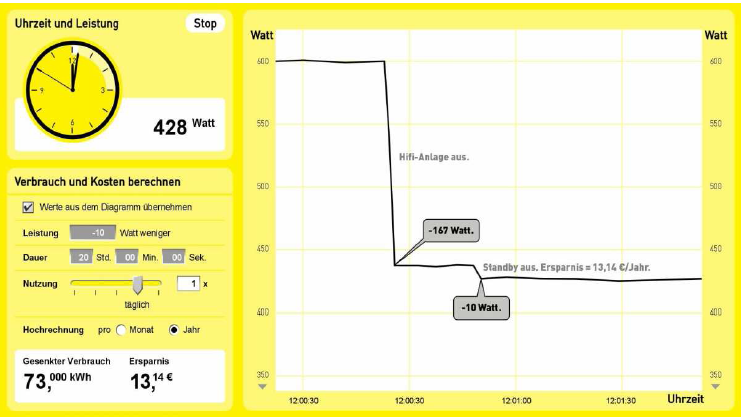 Uhrzeit und Leistung
Stop
12
3
6
9
428 Watt
Verbrauch und Kosten berechnen
Werte aus dem Diagramm übernehmen
Leistung -10 Watt weniger
Dauer 20 Std. 00 Min. 00 Sek.
Nutzung 1 x
täglich
Hochrechnung pro Monat Jahr
Gesenkter Verbrauch Ersparnis
73,000 kWh 13,14 €
Watt Watt
600 600
550 550
Hifi-Anlage aus.
500 500
-167 Watt.
450 450
Standby aus. Ersparnis = 13,14 €/Jahr.
-10 Watt.
400 400
350 350
12:00:30 12:00:30 12:01:00 12:01:30 Uhrzeit